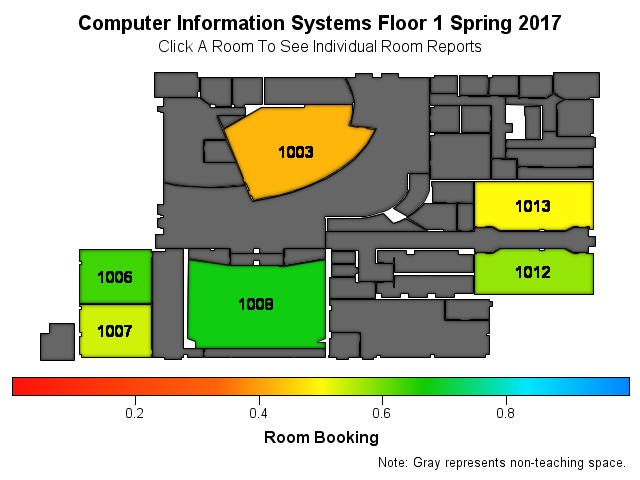 Computer Information Systems Floor 1 Spring 2017
Click A Room To See Individual Room Reports
1003
1013
1006
1012
1008
1007
0.2 0.4 0.6 0.8
Room Booking
Note: Gray represents non-teaching space.